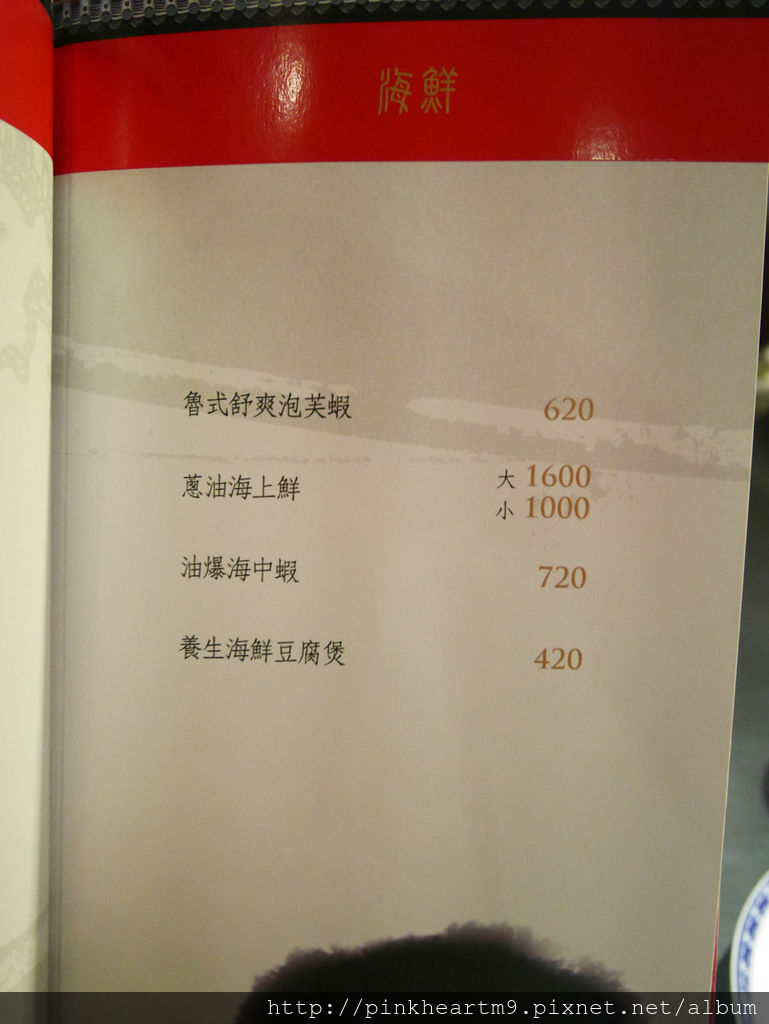 海鮮
魯式舒爽泡芙蝦 620
蔥油海上鮮 大 1600
小 1000
油爆海中蝦 720
養生海鮮豆腐煲 420
http://pinkheartm9.pixnet.net/album